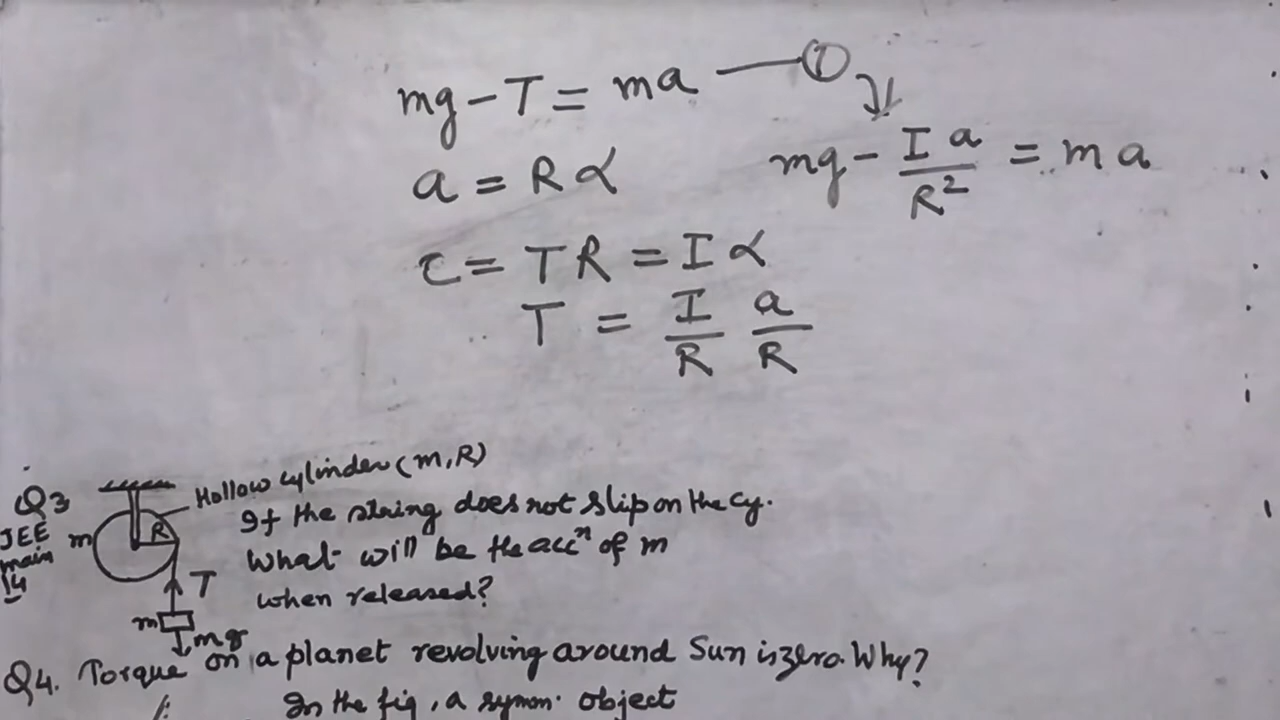 mg - T = ma — ①
a = Rα
mg - Ia/R² = ma
τ = TR = Iα
T = I/R a/R
Q3 Hollow cylinder (m, R)
JEE main 14
m R
If the string does not slip on the cy.
What will be the accⁿ of m
when released?
T
m
mg
Q4. Torque on a planet revolving around Sun is zero. Why?
In the fig, a symm. object